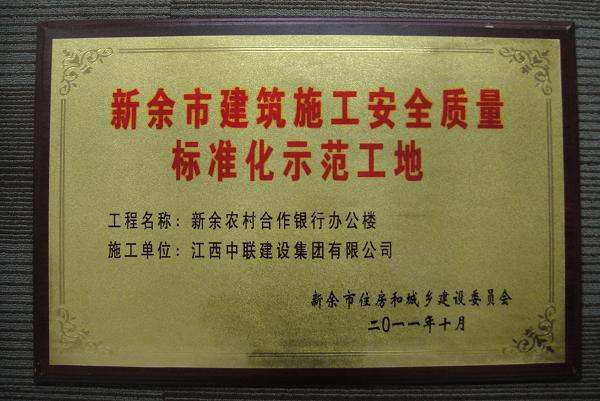 新余市建筑施工安全质量
标准化示范工地
工程名称：新余农村合作银行办公楼
施工单位：江西中联建设集团有限公司
新余市住房和城乡建设委员会
二〇一一年十月